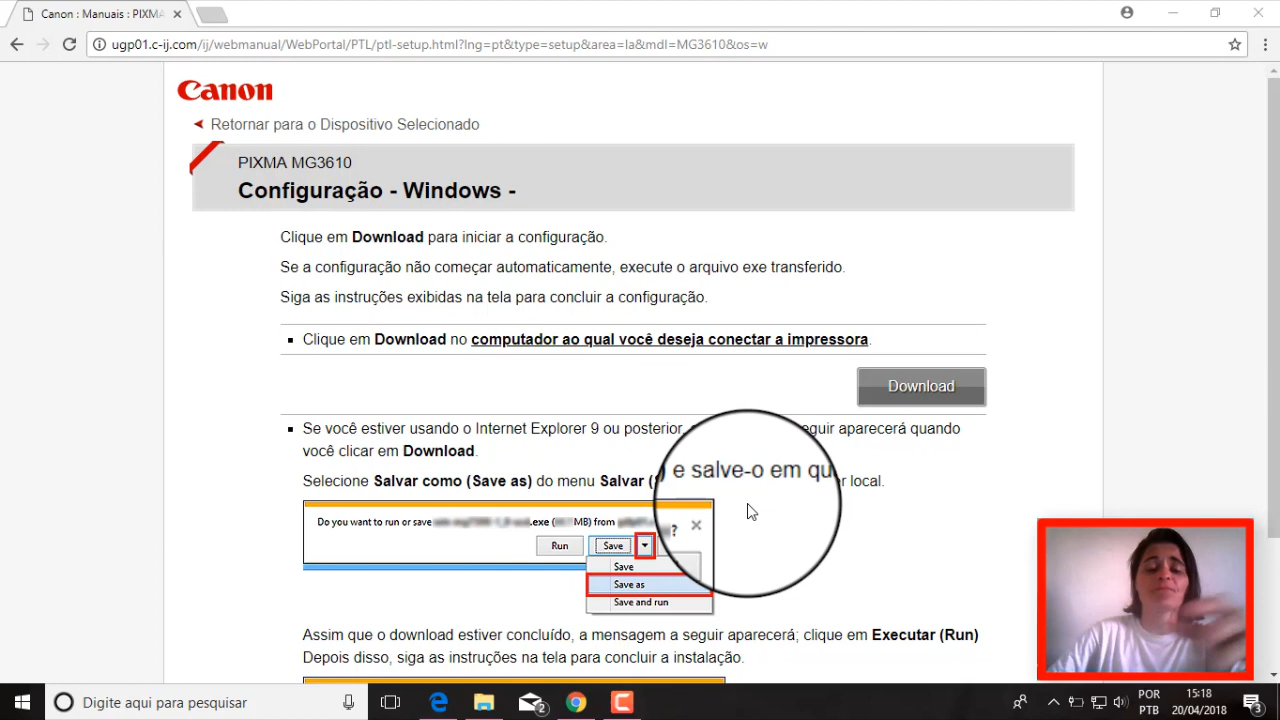 Canon : Manuais : PIXMA
ugp01.c-ij.com/ij/webmanual/WebPortal/PTL/ptl-setup.html?lng=pt&type=setup&area=la&mdl=MG3610&os=w
Canon
Retornar para o Dispositivo Selecionado
PIXMA MG3610
Configuração - Windows -
Clique em Download para iniciar a configuração.
Se a configuração não começar automaticamente, execute o arquivo exe transferido.
Siga as instruções exibidas na tela para concluir a configuração.
Clique em Download no computador ao qual você deseja conectar a impressora.
Download
Se você estiver usando o Internet Explorer 9 ou posterior, eguir aparecerá quando
você clicar em Download.
Selecione Salvar como (Save as) do menu Salvar ( ) e salve-o em qu er local.
Do you want to run or save .exe ( MB) from ?
Run
Save
Save
Save as
Save and run
Assim que o download estiver concluído, a mensagem a seguir aparecerá; clique em Executar (Run)
Depois disso, siga as instruções na tela para concluir a instalação.
Digite aqui para pesquisar
2
POR
PTB
15:18
20/04/2018
3